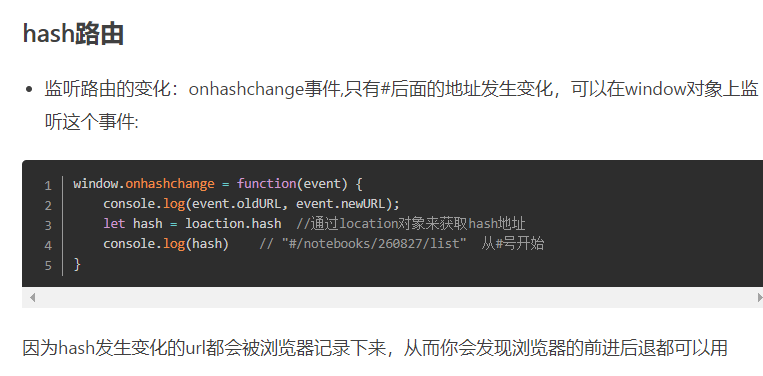 hash路由
• 监听路由的变化：onhashchange事件,只有#后面的地址发生变化，可以在window对象上监
听这个事件:
1 window.onhashchange = function(event) {
2     console.log(event.oldURL, event.newURL);
3     let hash = loaction.hash  //通过location对象来获取hash地址
4     console.log(hash)    // "#/notebooks/260827/list"  从#号开始
5 }
因为hash发生变化的url都会被浏览器记录下来，从而你会发现浏览器的前进后退都可以用